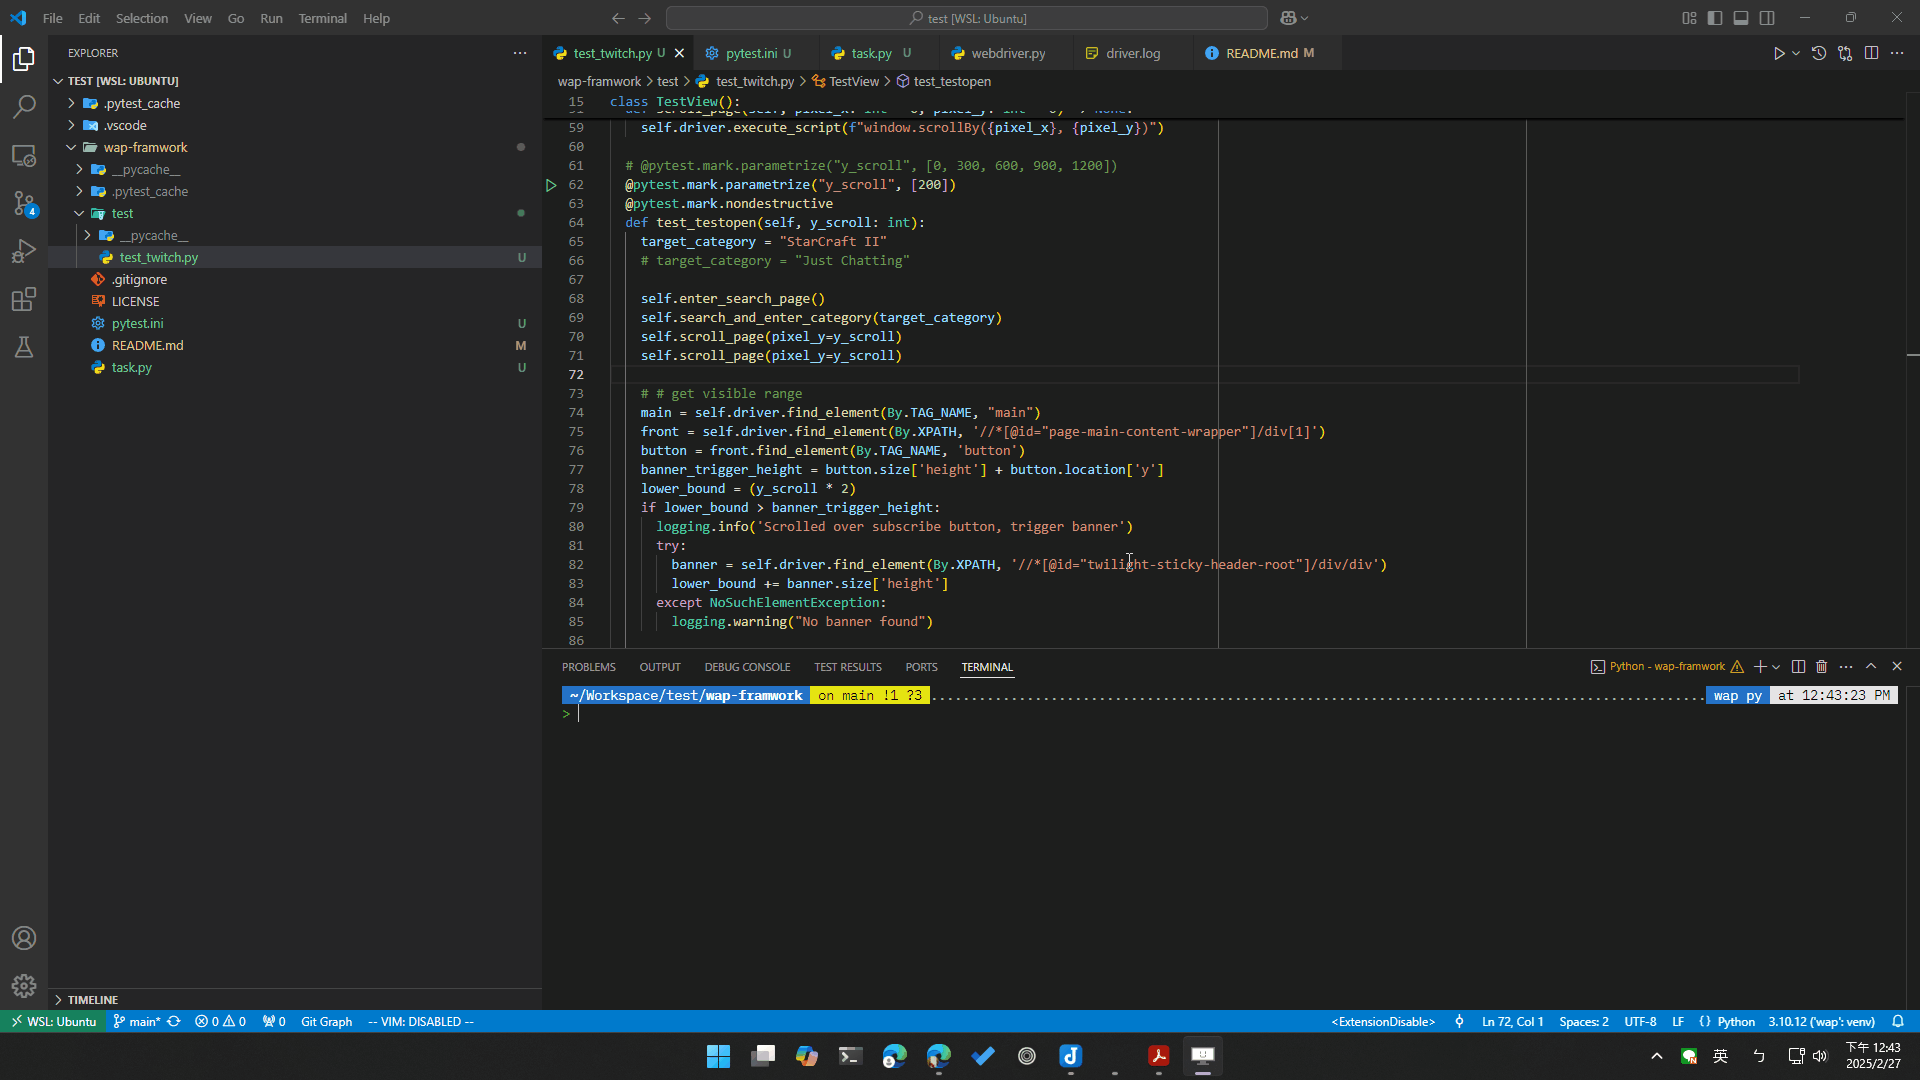 File Edit Selection View Go Run Terminal Help
test [WSL: Ubuntu]
EXPLORER
TEST [WSL: UBUNTU]
.pytest_cache
.vscode
wap-framwork
__pycache__
.pytest_cache
test
__pycache__
test_twitch.py U
.gitignore
LICENSE
pytest.ini U
README.md M
task.py U
TIMELINE
test_twitch.py U
pytest.ini U
task.py U
webdriver.py
driver.log
README.md M
wap-framwork > test > test_twitch.py > TestView > test_testopen
15 class TestView():
59 self.driver.execute_script(f"window.scrollBy({pixel_x}, {pixel_y})")
60
61 # @pytest.mark.parametrize("y_scroll", [0, 300, 600, 900, 1200])
62 @pytest.mark.parametrize("y_scroll", [200])
63 @pytest.mark.nondestructive
64 def test_testopen(self, y_scroll: int):
65 target_category = "StarCraft II"
66 # target_category = "Just Chatting"
67
68 self.enter_search_page()
69 self.search_and_enter_category(target_category)
70 self.scroll_page(pixel_y=y_scroll)
71 self.scroll_page(pixel_y=y_scroll)
72
73 # # get visible range
74 main = self.driver.find_element(By.TAG_NAME, "main")
75 front = self.driver.find_element(By.XPATH, '//*[@id="page-main-content-wrapper"]/div[1]')
76 button = front.find_element(By.TAG_NAME, 'button')
77 banner_trigger_height = button.size['height'] + button.location['y']
78 lower_bound = (y_scroll * 2)
79 if lower_bound > banner_trigger_height:
80 logging.info('Scrolled over subscribe button, trigger banner')
81 try:
82 banner = self.driver.find_element(By.XPATH, '//*[@id="twilight-sticky-header-root"]/div/div')
83 lower_bound += banner.size['height']
84 except NoSuchElementException:
85 logging.warning("No banner found")
86
PROBLEMS OUTPUT DEBUG CONSOLE TEST RESULTS PORTS TERMINAL
Python - wap-framwork
~/Workspace/test/wap-framwork on main !1 ?3 wap py at 12:43:23 PM
>
4
WSL: Ubuntu main* 0 0 0 Git Graph -- VIM: DISABLED --
<ExtensionDisable> Ln 72, Col 1 Spaces: 2 UTF-8 LF {} Python 3.10.12 ('wap': venv)
英
ㄅ
下午 12:43
2025/2/27